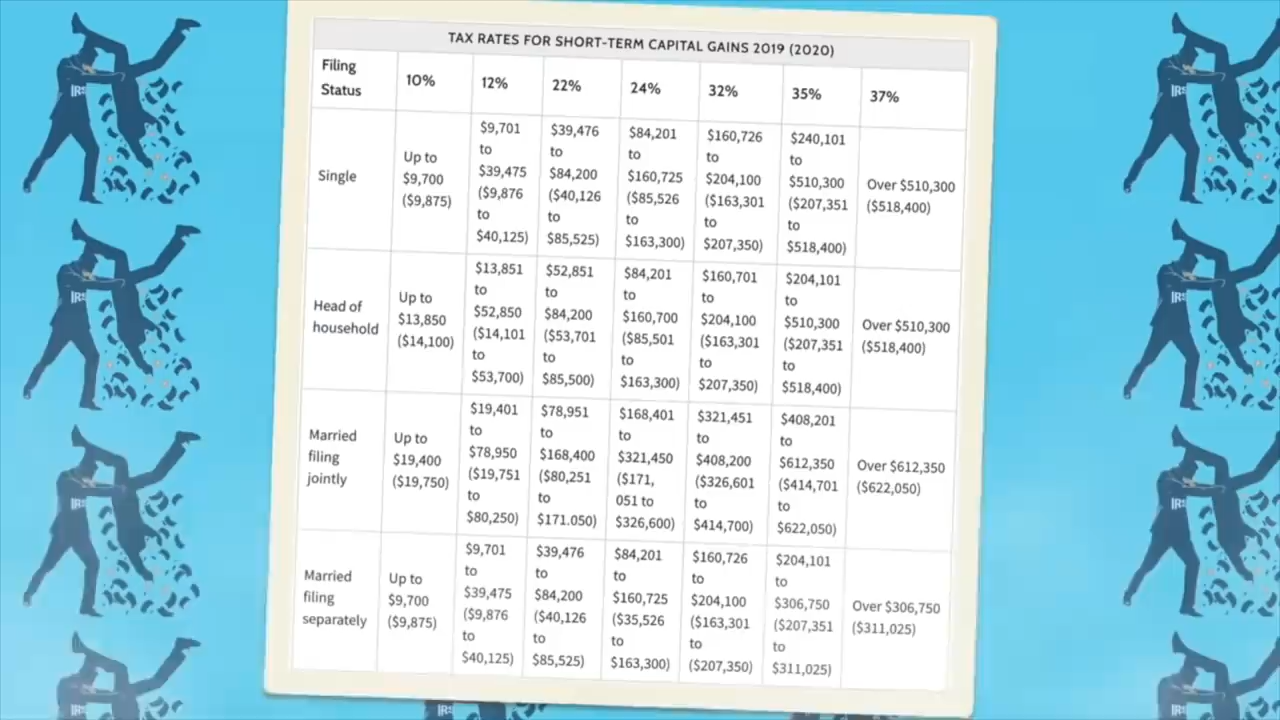 TAX RATES FOR SHORT-TERM CAPITAL GAINS 2019 (2020)
Filing
Status
10%
12%
22%
24%
32%
35%
37%
Single
Up to
$9,700
($9,875)
$9,701
to
$39,475
($9,876
to
$40,125)
$39,476
to
$84,200
($40,126
to
$85,525)
$84,201
to
$160,725
($85,526
to
$163,300)
$160,726
to
$204,100
($163,301
to
$207,350)
$240,101
to
$510,300
($207,351
to
$518,400)
Over $510,300
($518,400)
Head of
household
Up to
$13,850
($14,100)
$13,851
to
$52,850
($14,101
to
$53,700)
$52,851
to
$84,200
($53,701
to
$85,500)
$84,201
to
$160,700
($85,501
to
$163,300)
$160,701
to
$204,100
($163,301
to
$207,350)
$204,101
to
$510,300
($207,351
to
$518,400)
Over $510,300
($518,400)
Married
filing
jointly
Up to
$19,400
($19,750)
$19,401
to
$78,950
($19,751
to
$80,250)
$78,951
to
$168,400
($80,251
to
$171.050)
$168,401
to
$321,450
($171,
051 to
$326,600)
$321,451
to
$408,200
($326,601
to
$414,700)
$408,201
to
$612,350
($414,701
to
$622,050)
Over $612,350
($622,050)
Married
filing
separately
Up to
$9,700
($9,875)
$9,701
to
$39,475
($9,876
to
$40,125)
$39,476
to
$84,200
($40,126
to
$85,525)
$84,201
to
$160,725
($35,526
to
$163,300)
$160,726
to
$204,100
($163,301
to
($207,350)
$204,101
to
$306,750
($207,351
to
$311,025)
Over $306,750
($311,025)
IRS
IRS
IRS
IRS
IRS
IRS
IRS
IRS
IRS